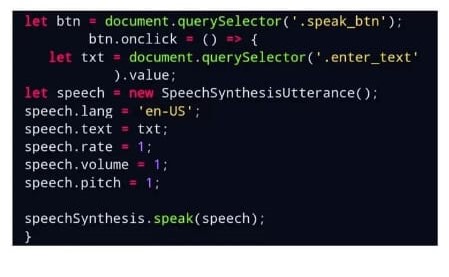 let btn = document.querySelector('.speak_btn');
btn.onclick = () => {
let txt = document.querySelector('.enter_text'
).value;
let speech = new SpeechSynthesisUtterance();
speech.lang = 'en-US';
speech.text = txt;
speech.rate = 1;
speech.volume = 1;
speech.pitch = 1;
speechSynthesis.speak(speech);
}